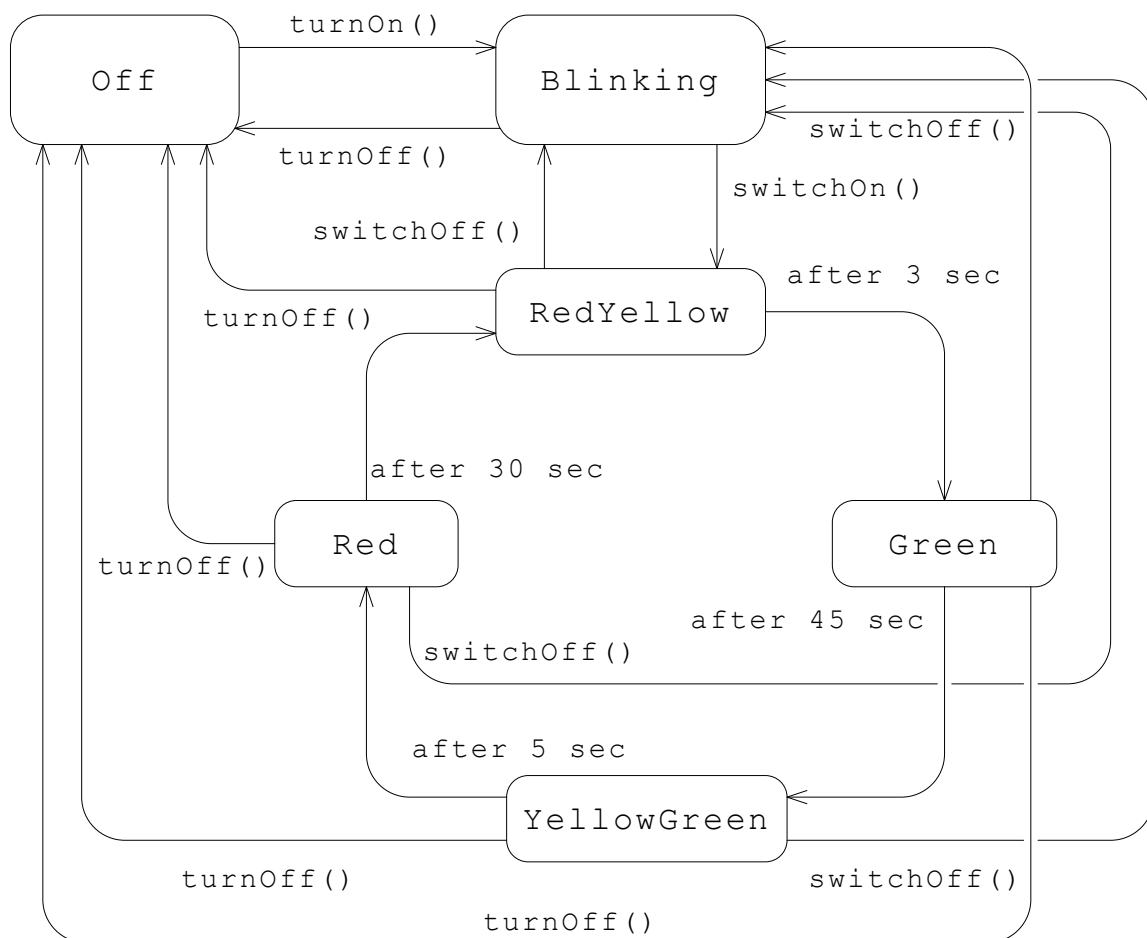 turnOn()
Off
Blinking
switchOff()
turnOff()
switchOn()
switchOff()
after 3 sec
RedYellow
turnOff()
after 30 sec
Red
Green
turnOff()
after 45 sec
switchOff()
after 5 sec
YellowGreen
turnOff()
switchOff()
turnOff()